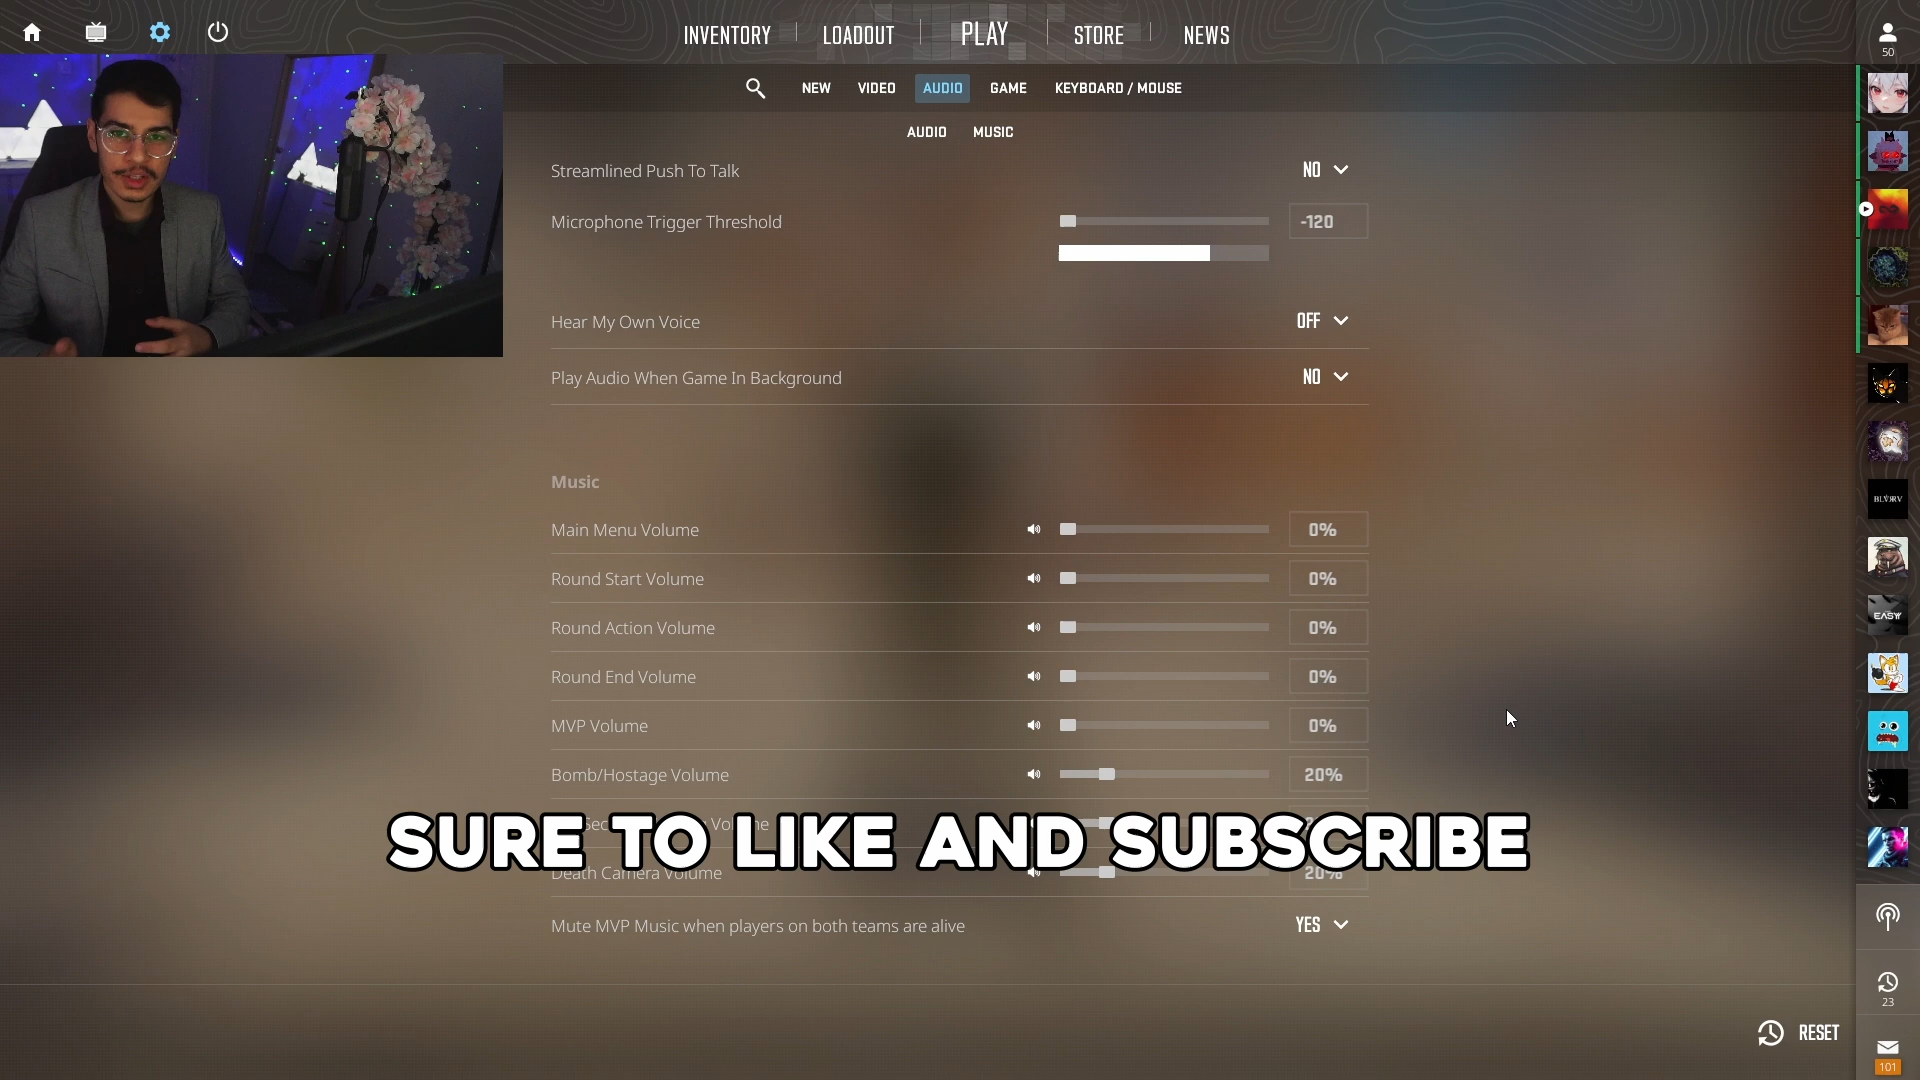 INVENTORY
LOADOUT
PLAY
STORE
NEWS
50
NEW
VIDEO
AUDIO
GAME
KEYBOARD / MOUSE
AUDIO
MUSIC
Streamlined Push To Talk
NO
Microphone Trigger Threshold
-120
Hear My Own Voice
OFF
Play Audio When Game In Background
NO
Music
Main Menu Volume
0%
Round Start Volume
0%
Round Action Volume
0%
Round End Volume
0%
MVP Volume
0%
Bomb/Hostage Volume
20%
SURE TO LIKE AND SUBSCRIBE
Death Camera Volume
20%
Mute MVP Music when players on both teams are alive
YES
EASY
23
RESET
101